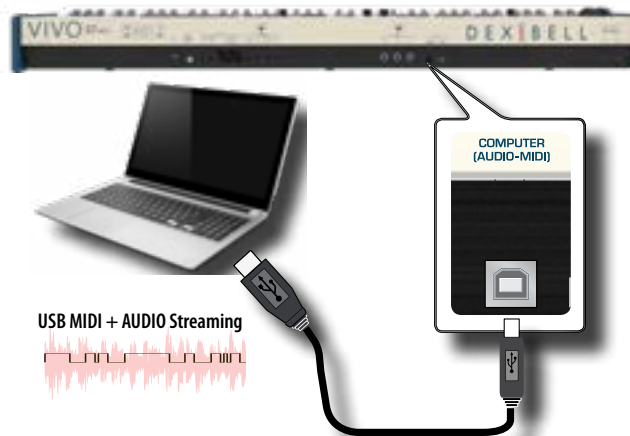 VIVO
DEXIBELL
COMPUTER
(AUDIO-MIDI)
USB MIDI + AUDIO Streaming